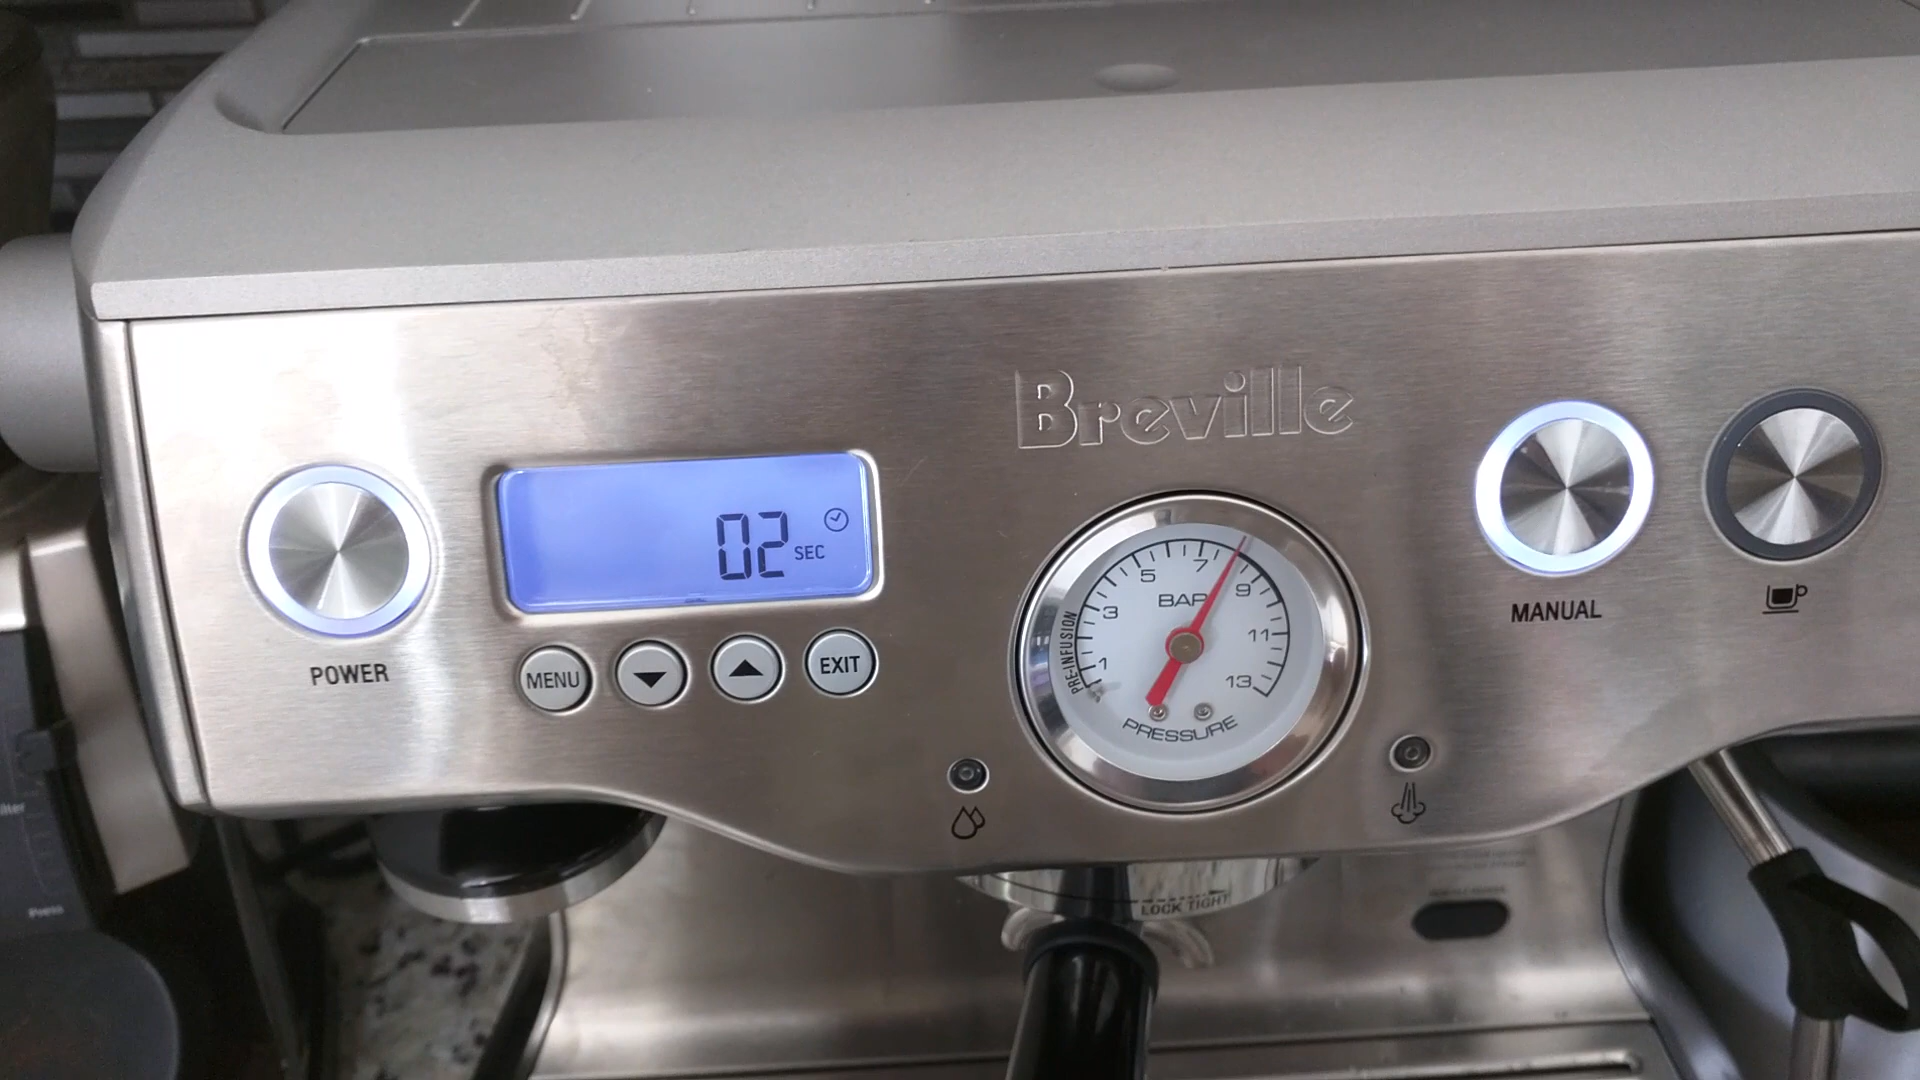 Breville
02 SEC
POWER
MENU
EXIT
1
3
5
7
9
11
13
BAR
PRE-INFUSION
PRESSURE
MANUAL
LOCK TIGHT
Press